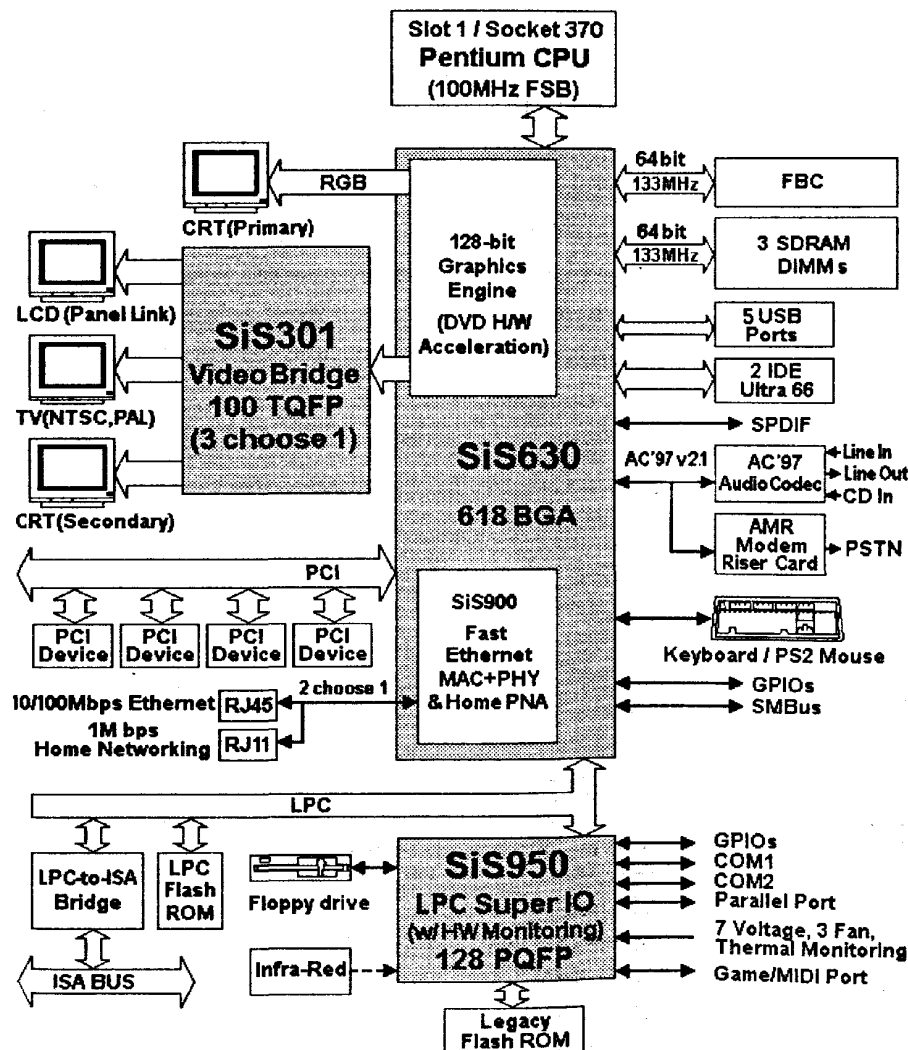 Slot 1 / Socket 370
Pentium CPU
(100MHz FSB)
RGB
CRT(Primary)
128-bit
Graphics
Engine
(DVD H/W
Acceleration)
64bit
133MHz
FBC
64bit
133MHz
3 SDRAM
DIMMs
LCD (Panel Link)
TV(NTSC,PAL)
CRT(Secondary)
SiS301
Video Bridge
100 TQFP
(3 choose 1)
5 USB
Ports
2 IDE
Ultra 66
SPDIF
SiS630
618 BGA
AC'97 v2.1
AC'97
Audio Codec
Line In
Line Out
CD In
AMR
Modem
Riser Card
PSTN
PCI
PCI
Device
PCI
Device
PCI
Device
PCI
Device
SiS900
Fast
Ethernet
MAC+PHY
& Home PNA
Keyboard / PS2 Mouse
GPIOs
SMBus
2 choose 1
10/100Mbps Ethernet
RJ45
1M bps
Home Networking
RJ11
LPC
LPC-to-ISA
Bridge
LPC
Flash
ROM
ISA BUS
Floppy drive
Infra-Red
SiS950
LPC Super IO
(w/ HW Monitoring)
128 PQFP
GPIOs
COM1
COM2
Parallel Port
7 Voltage, 3 Fan,
Thermal Monitoring
Game/MIDI Port
Legacy
Flash ROM